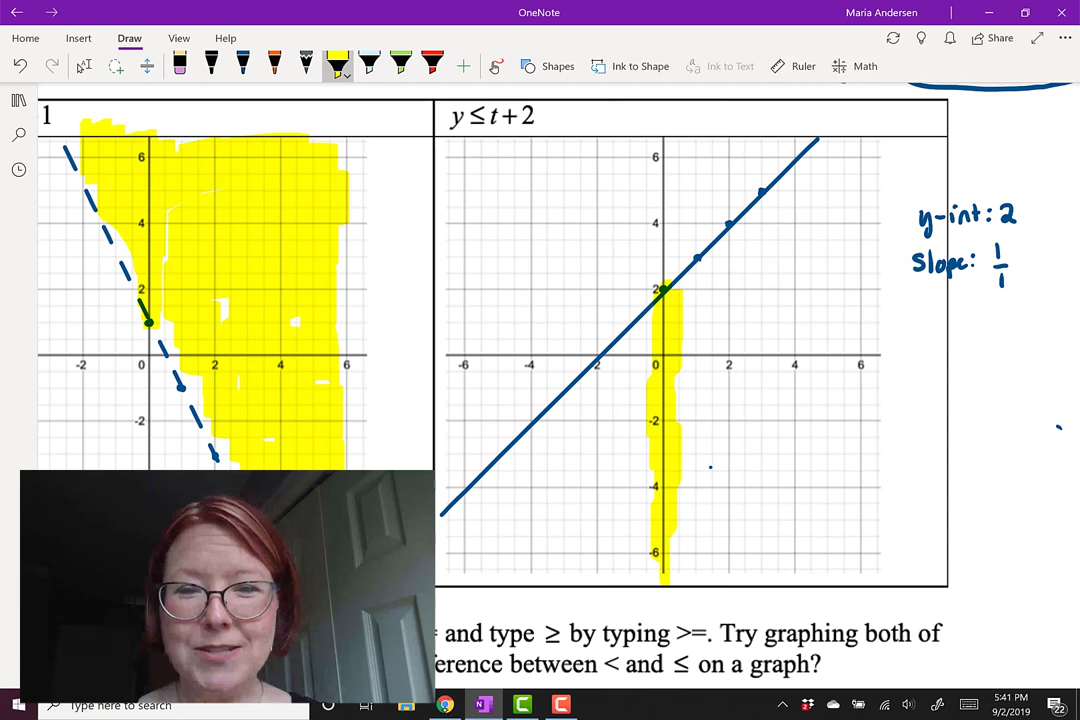 OneNote
Maria Andersen
Home Insert Draw View Help
Share
Shapes Ink to Shape Ink to Text Ruler Math
1
y ≤ t + 2
6
4
2
-2 0 2 4 6
-2
6
4
2
-6 -4 -2 0 2 4 6
-2
-4
-6
y-int: 2
Slope: 1/1
and type ≥ by typing >=. Try graphing both of
ference between < and ≤ on a graph?
Type here to search
5:41 PM
9/2/2019
22